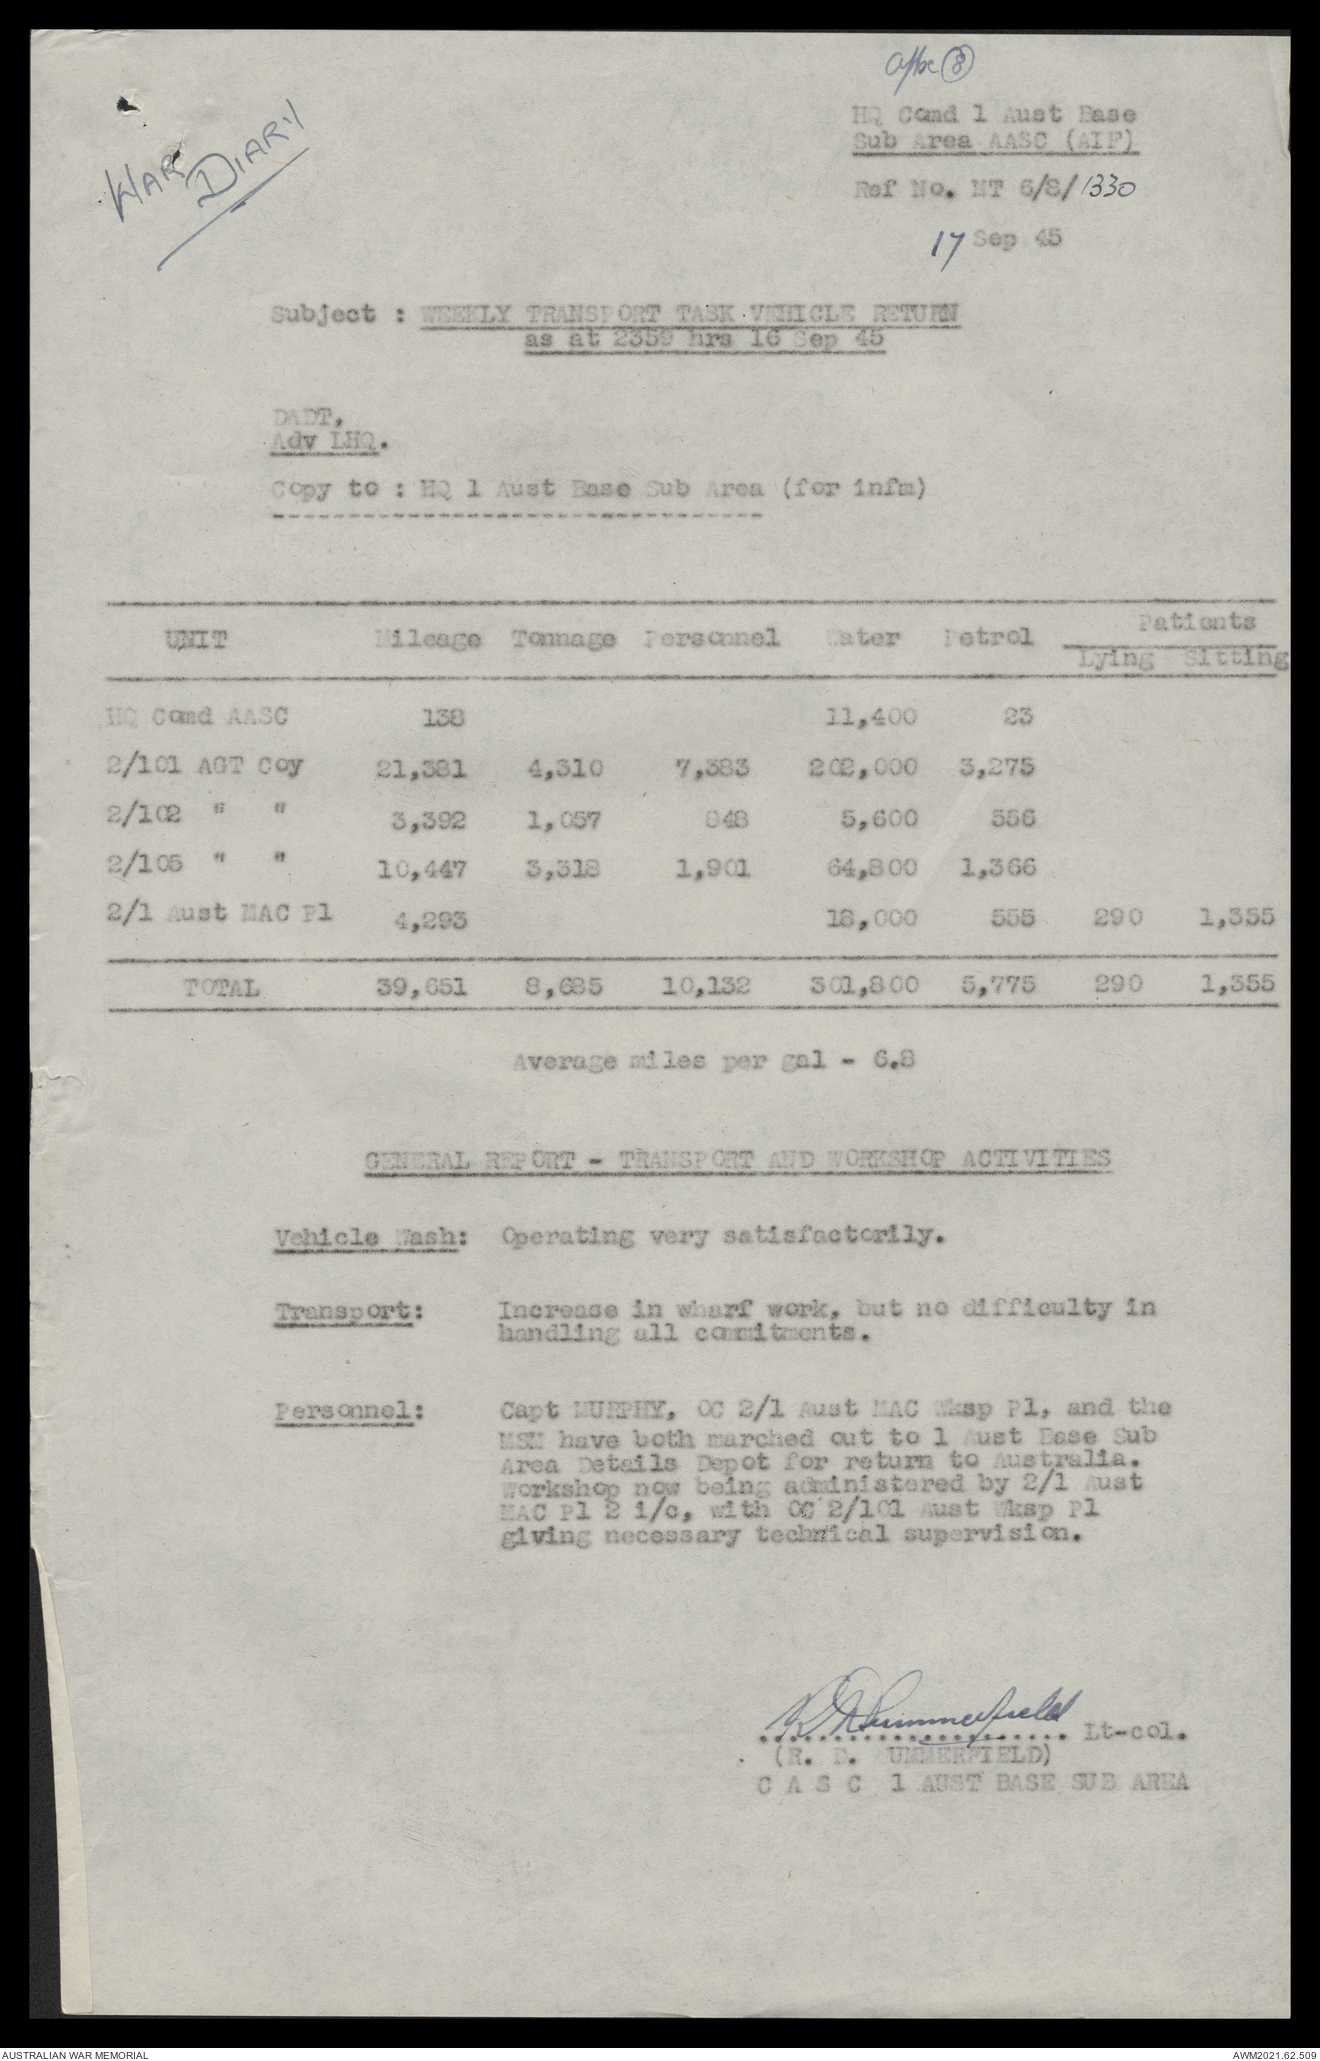 Appx (8)
WAR DIARY
HQ Comd 1 Aust Base
Sub Area AASC (AIF)
Ref No. MT 6/8/1330
17 Sep 45
Subject : WEEKLY TRANSPORT TASK VEHICLE RETURN
as at 2359 hrs 16 Sep 45
DADT,
Adv LHQ.
Copy to : HQ 1 Aust Base Sub Area (for infm)
UNIT Mileage Tonnage Personnel Water Petrol Patients
Lying Sitting
HQ Comd AASC 138 11,400 23
2/101 AGT Coy 21,381 4,310 7,383 202,000 3,275
2/102 " " 3,392 1,057 848 5,600 556
2/105 " " 10,447 3,318 1,901 64,800 1,366
2/1 Aust MAC Pl 4,293 18,000 555 290 1,355
TOTAL 39,651 8,685 10,132 301,800 5,775 290 1,355
Average miles per gal - 6.8
GENERAL REPORT - TRANSPORT AND WORKSHOP ACTIVITIES
Vehicle Wash: Operating very satisfactorily.
Transport: Increase in wharf work, but no difficulty in
handling all commitments.
Personnel: Capt MURPHY, OC 2/1 Aust MAC Wksp Pl, and the
MSM have both marched out to 1 Aust Base Sub
Area Details Depot for return to Australia.
Workshop now being administered by 2/1 Aust
MAC Pl 2 i/c, with OC 2/101 Aust Wksp Pl
giving necessary technical supervision.
R D Summerfield
.................... Lt-col.
(R. D. SUMMERFIELD)
C A S C 1 AUST BASE SUB AREA
AUSTRALIAN WAR MEMORIAL
AWM2021.62.509